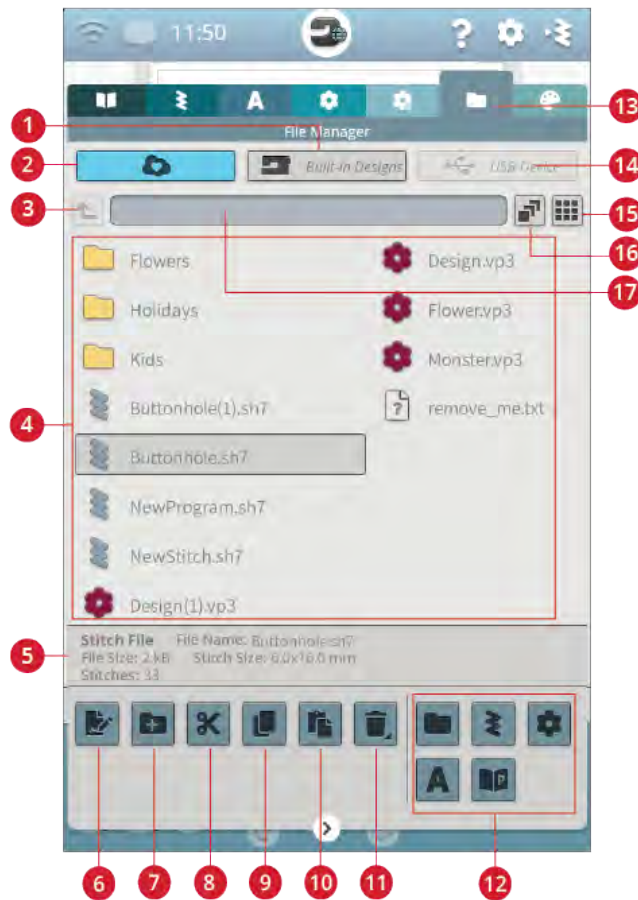 11:50
?
A
1
13
File Manager
2
Built-in Designs
USB Device
14
3
15
16
Flowers
Design.vp3
17
Holidays
Flower.vp3
Kids
Monster.vp3
4
Buttonhole(1).sh7
?
remove_me.txt
Buttonhole.sh7
NewProgram.sh7
NewStitch.sh7
Design(1).vp3
5
Stitch File File Name: Buttonhole.sh7
File Size: 2 kB Stitch Size: 6.0x16.0 mm
Stitches: 33
A
P
6
7
8
9
10
11
12